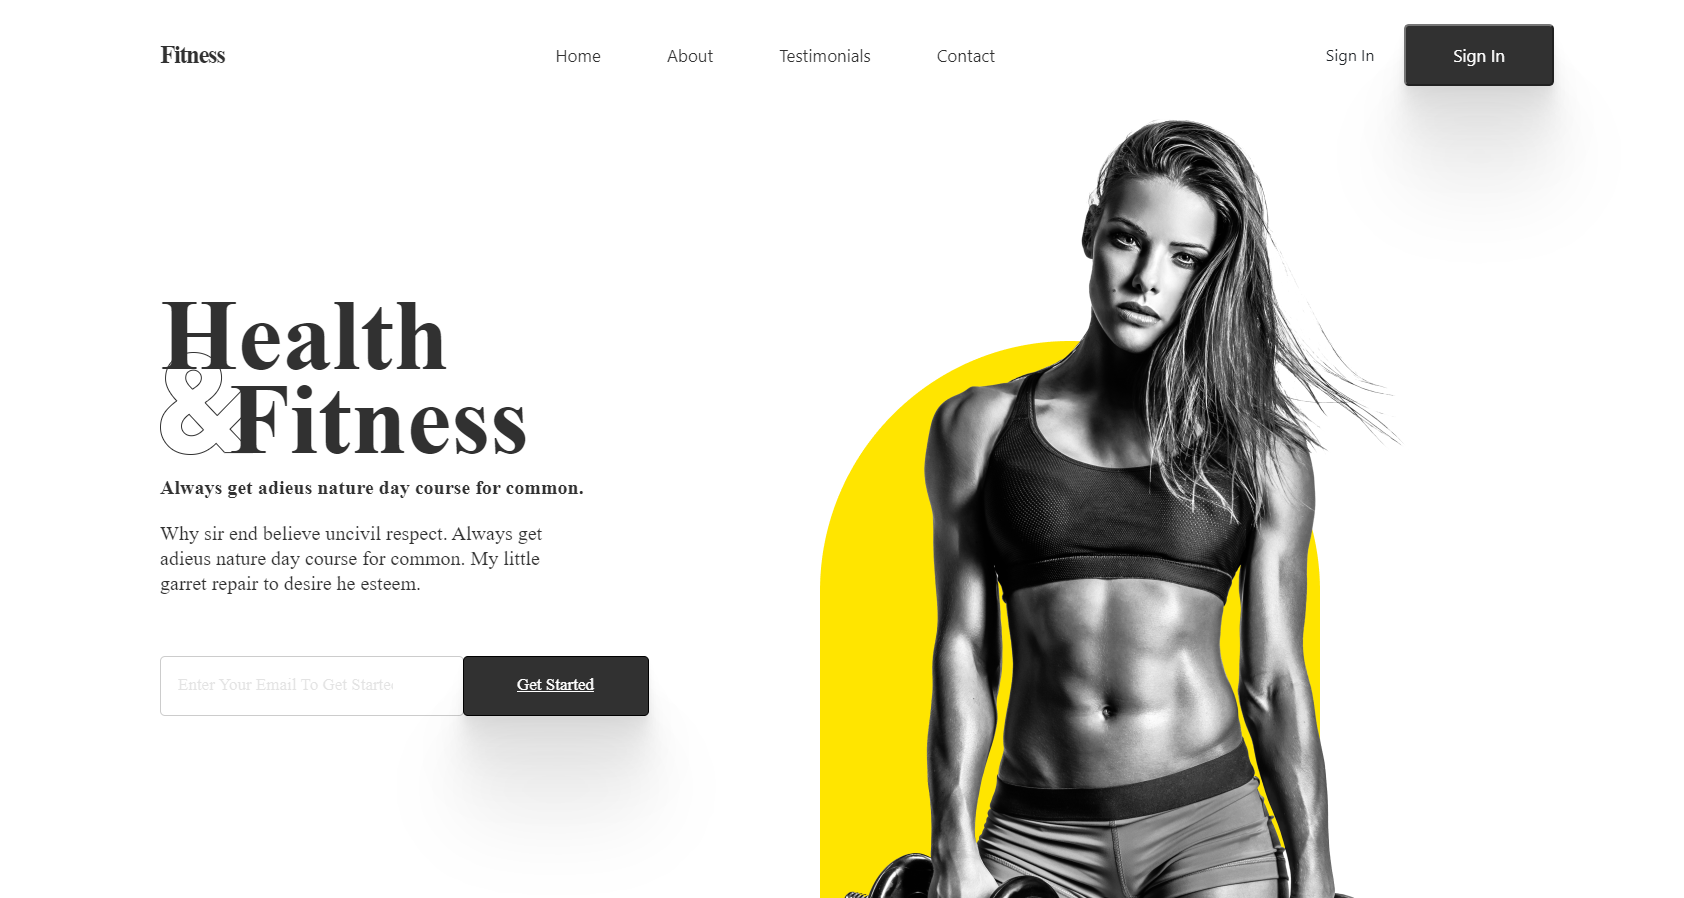 Fitness
Home
About
Testimonials
Contact
Sign In
Sign In
Health
&Fitness
Always get adieus nature day course for common.
Why sir end believe uncivil respect. Always get
adieus nature day course for common. My little
garret repair to desire he esteem.
Enter Your Email To Get Started
Get Started